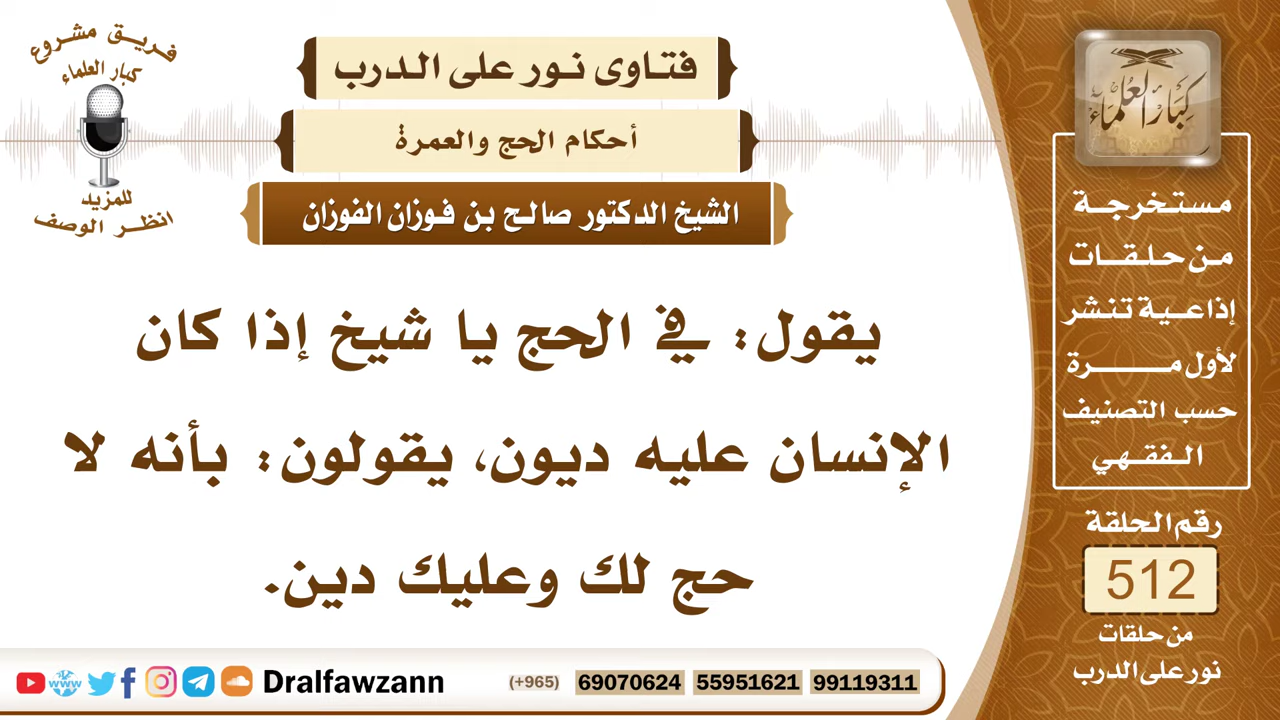 فريق مشروع
كبار العلماء
للمزيد
انظر الوصف
فتاوى نور على الدرب
أحكام الحج والعمرة
الشيخ الدكتور صالح بن فوزان الفوزان
يقول: في الحج يا شيخ إذا كان
الإنسان عليه ديون، يقولون: بأنه لا
حج لك وعليك دين.
كبار العلماء
مستخرجة
من حلقات
إذاعية تنشر
لأول مرة
حسب التصنيف
الفقهي
رقم الحلقة
512
من حلقات
نور على الدرب
www Dralfawzann (+965) 69070624 55951621 99119311